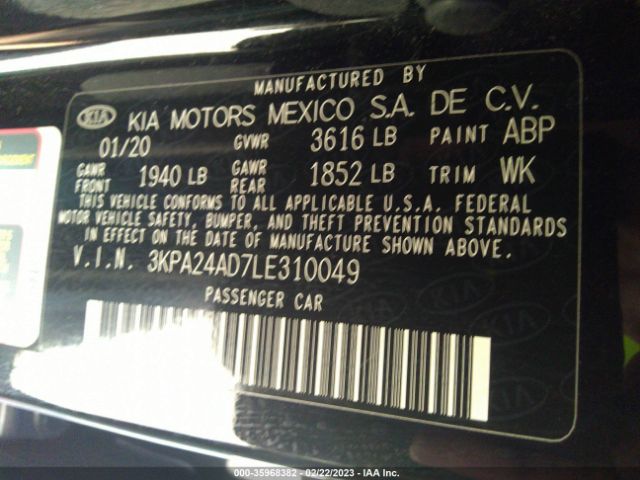 MANUFACTURED BY
KIA KIA MOTORS MEXICO S.A. DE C.V.
01/20 GVWR 3616 LB PAINT ABP
GAWR FRONT 1940 LB GAWR REAR 1852 LB TRIM WK
THIS VEHICLE CONFORMS TO ALL APPLICABLE U.S.A. FEDERAL
MOTOR VEHICLE SAFETY, BUMPER, AND THEFT PREVENTION STANDARDS
IN EFFECT ON THE DATE OF MANUFACTURE SHOWN ABOVE.
V.I.N. 3KPA24AD7LE310049
PASSENGER CAR
000-35968382 - 02/22/2023 - IAA Inc.